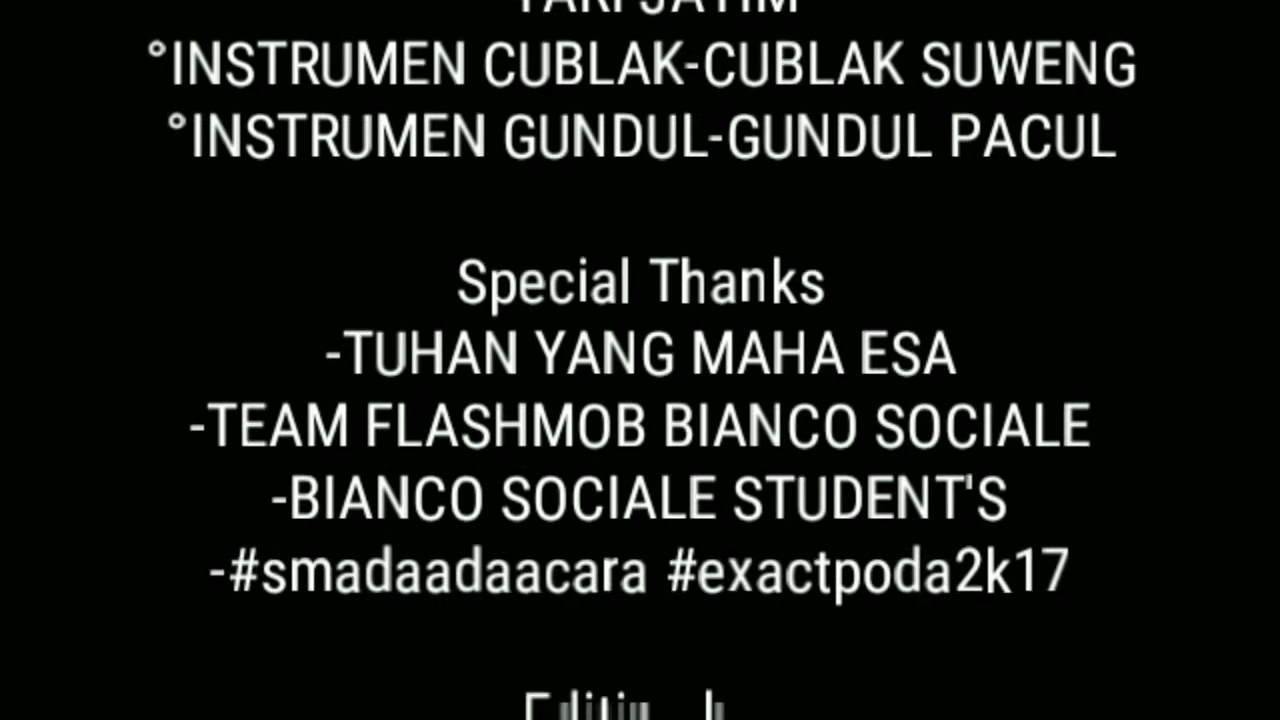 °INSTRUMEN CUBLAK-CUBLAK SUWENG
°INSTRUMEN GUNDUL-GUNDUL PACUL
Special Thanks
-TUHAN YANG MAHA ESA
-TEAM FLASHMOB BIANCO SOCIALE
-BIANCO SOCIALE STUDENT'S
-#smadaadaacara #exactpoda2k17